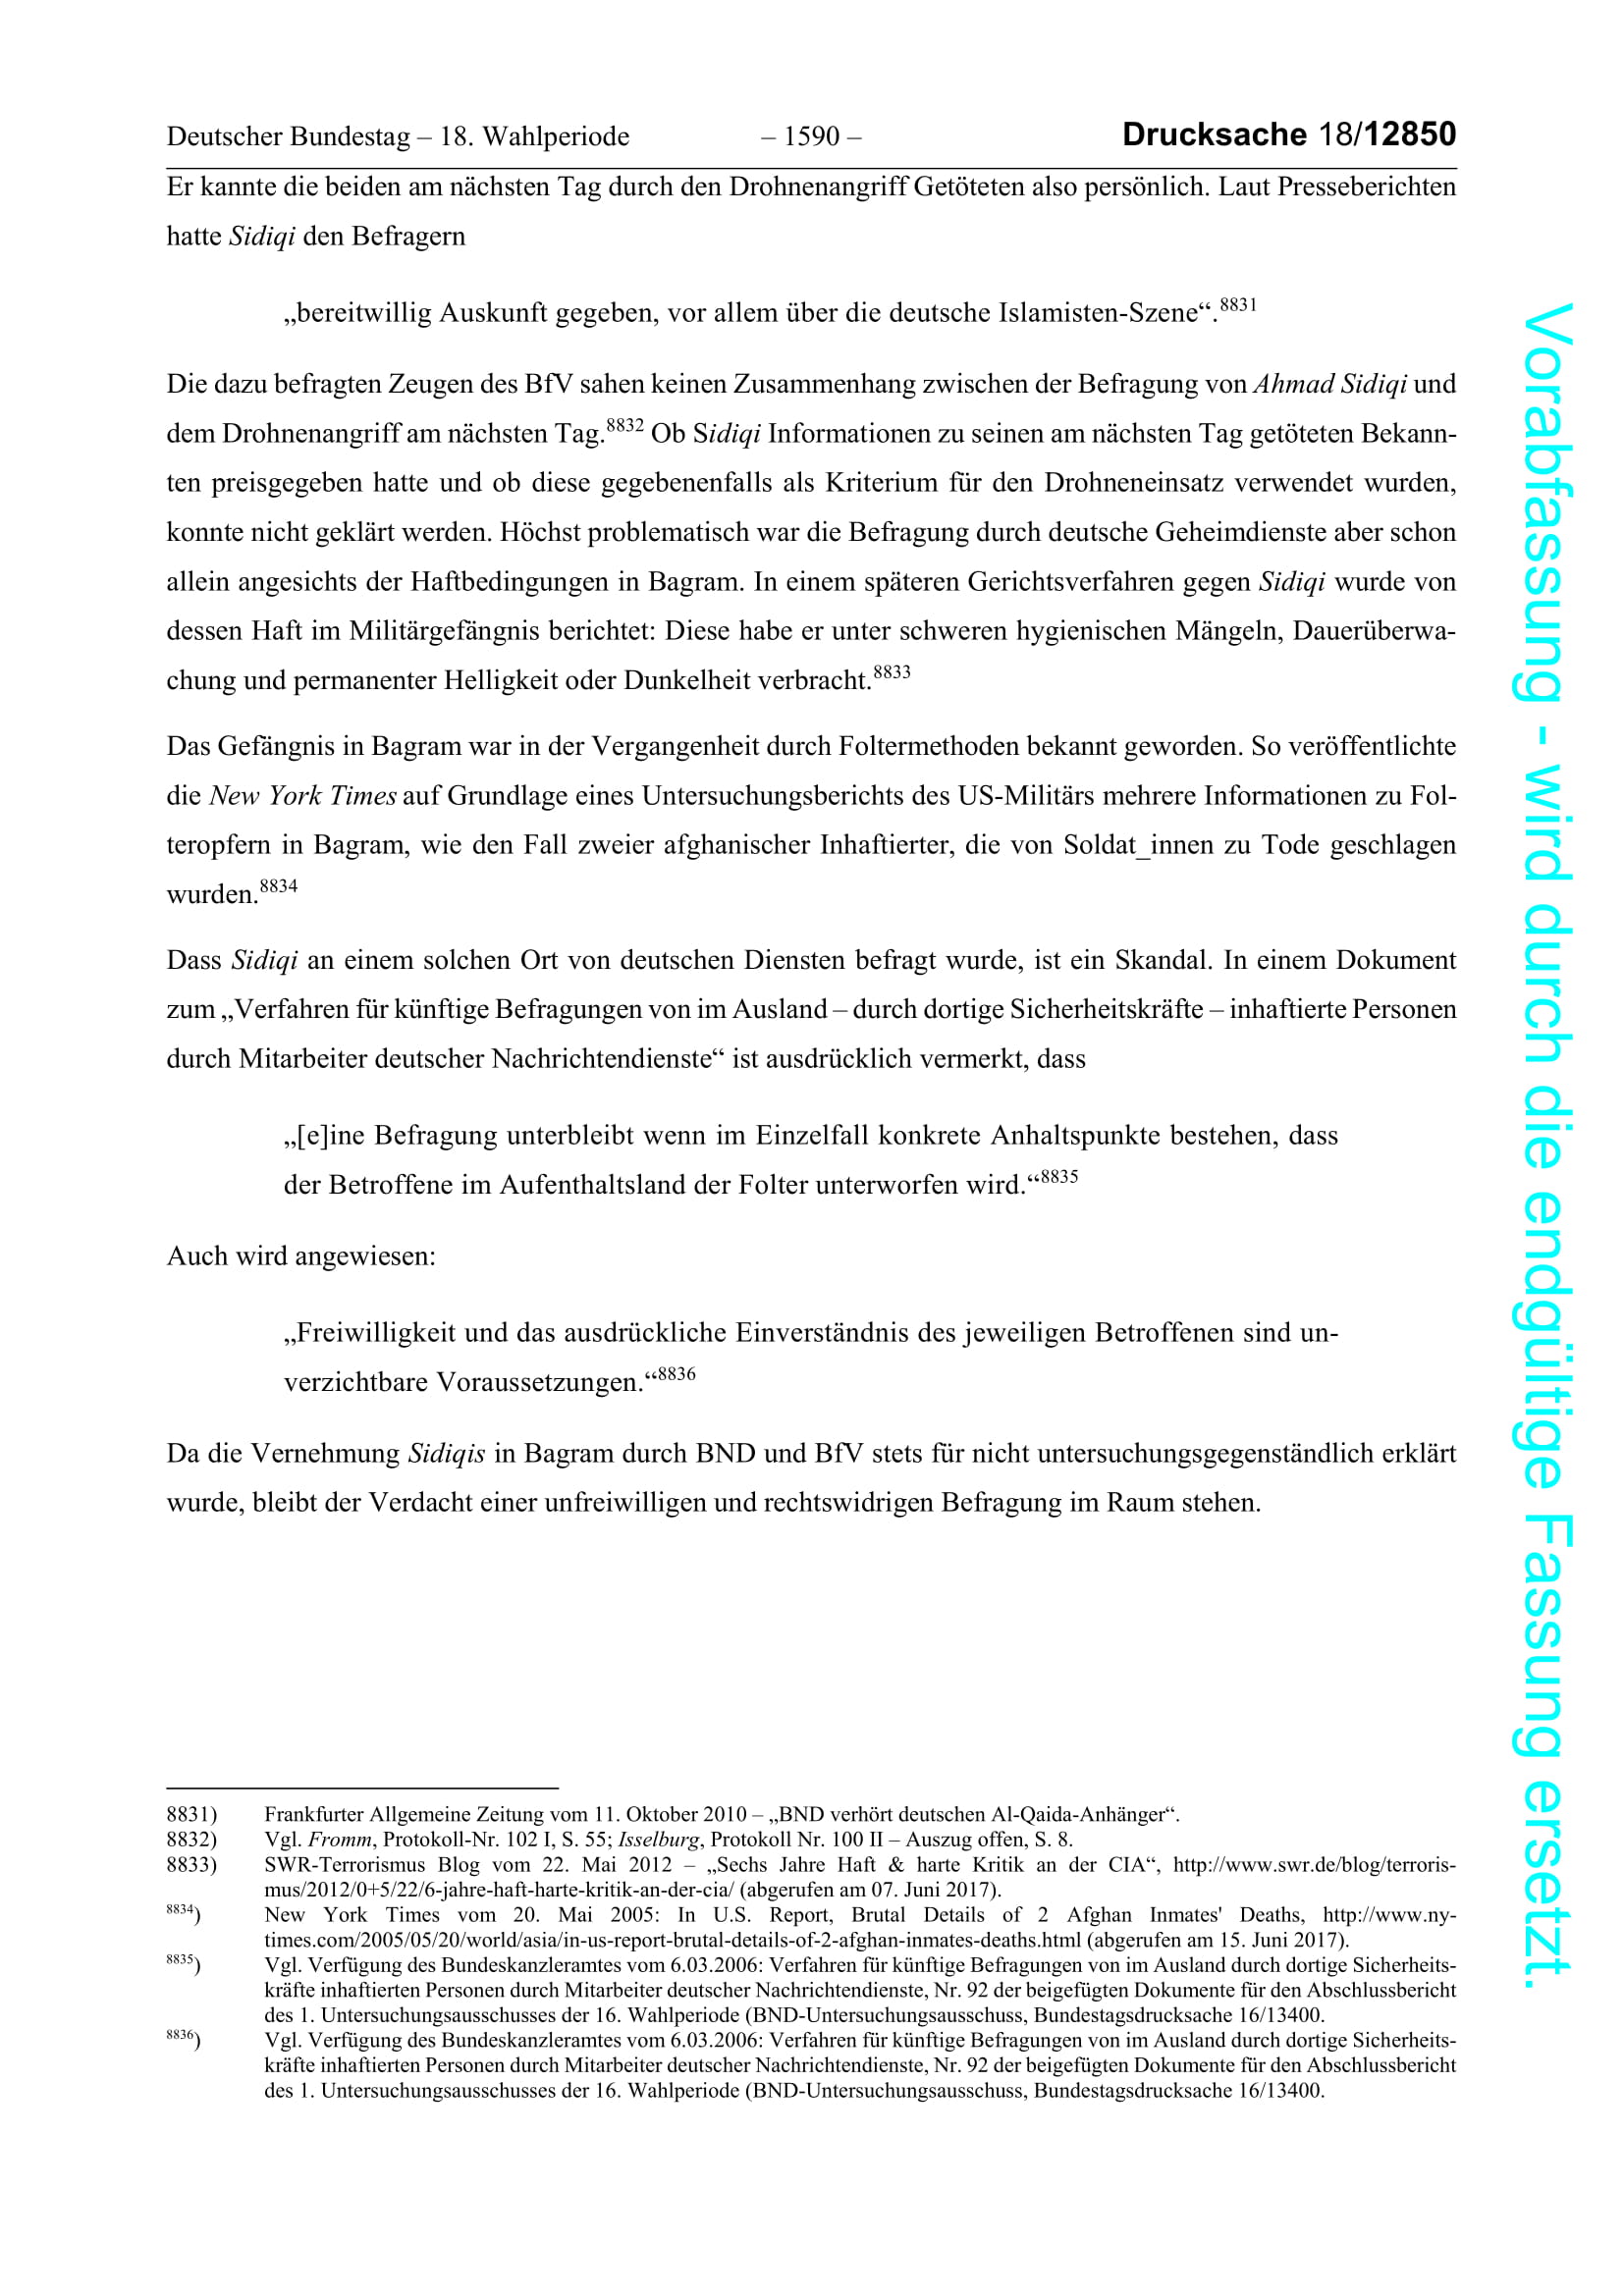 Deutscher Bundestag – 18. Wahlperiode – 1590 – Drucksache 18/12850
Er kannte die beiden am nächsten Tag durch den Drohnenangriff Getöteten also persönlich. Laut Presseberichten
hatte Sidiqi den Befragern
„bereitwillig Auskunft gegeben, vor allem über die deutsche Islamisten-Szene“.8831
Die dazu befragten Zeugen des BfV sahen keinen Zusammenhang zwischen der Befragung von Ahmad Sidiqi und
dem Drohnenangriff am nächsten Tag.8832 Ob Sidiqi Informationen zu seinen am nächsten Tag getöteten Bekann-
ten preisgegeben hatte und ob diese gegebenenfalls als Kriterium für den Drohneneinsatz verwendet wurden,
konnte nicht geklärt werden. Höchst problematisch war die Befragung durch deutsche Geheimdienste aber schon
allein angesichts der Haftbedingungen in Bagram. In einem späteren Gerichtsverfahren gegen Sidiqi wurde von
dessen Haft im Militärgefängnis berichtet: Diese habe er unter schweren hygienischen Mängeln, Dauerüberwa-
chung und permanenter Helligkeit oder Dunkelheit verbracht.8833
Das Gefängnis in Bagram war in der Vergangenheit durch Foltermethoden bekannt geworden. So veröffentlichte
die New York Times auf Grundlage eines Untersuchungsberichts des US-Militärs mehrere Informationen zu Fol-
teropfern in Bagram, wie den Fall zweier afghanischer Inhaftierter, die von Soldat_innen zu Tode geschlagen
wurden.8834
Dass Sidiqi an einem solchen Ort von deutschen Diensten befragt wurde, ist ein Skandal. In einem Dokument
zum „Verfahren für künftige Befragungen von im Ausland – durch dortige Sicherheitskräfte – inhaftierte Personen
durch Mitarbeiter deutscher Nachrichtendienste“ ist ausdrücklich vermerkt, dass
„[e]ine Befragung unterbleibt wenn im Einzelfall konkrete Anhaltspunkte bestehen, dass
der Betroffene im Aufenthaltsland der Folter unterworfen wird.“8835
Auch wird angewiesen:
„Freiwilligkeit und das ausdrückliche Einverständnis des jeweiligen Betroffenen sind un-
verzichtbare Voraussetzungen.“8836
Da die Vernehmung Sidiqis in Bagram durch BND und BfV stets für nicht untersuchungsgegenständlich erklärt
wurde, bleibt der Verdacht einer unfreiwilligen und rechtswidrigen Befragung im Raum stehen.
8831) Frankfurter Allgemeine Zeitung vom 11. Oktober 2010 – „BND verhört deutschen Al-Qaida-Anhänger“.
8832) Vgl. Fromm, Protokoll-Nr. 102 I, S. 55; Isselburg, Protokoll Nr. 100 II – Auszug offen, S. 8.
8833) SWR-Terrorismus Blog vom 22. Mai 2012 – „Sechs Jahre Haft & harte Kritik an der CIA“, http://www.swr.de/blog/terroris-
mus/2012/0+5/22/6-jahre-haft-harte-kritik-an-der-cia/ (abgerufen am 07. Juni 2017).
8834) New York Times vom 20. Mai 2005: In U.S. Report, Brutal Details of 2 Afghan Inmates' Deaths, http://www.ny-
times.com/2005/05/20/world/asia/in-us-report-brutal-details-of-2-afghan-inmates-deaths.html (abgerufen am 15. Juni 2017).
8835) Vgl. Verfügung des Bundeskanzleramtes vom 6.03.2006: Verfahren für künftige Befragungen von im Ausland durch dortige Sicherheits-
kräfte inhaftierten Personen durch Mitarbeiter deutscher Nachrichtendienste, Nr. 92 der beigefügten Dokumente für den Abschlussbericht
des 1. Untersuchungsausschusses der 16. Wahlperiode (BND-Untersuchungsausschuss, Bundestagsdrucksache 16/13400.
8836) Vgl. Verfügung des Bundeskanzleramtes vom 6.03.2006: Verfahren für künftige Befragungen von im Ausland durch dortige Sicherheits-
kräfte inhaftierten Personen durch Mitarbeiter deutscher Nachrichtendienste, Nr. 92 der beigefügten Dokumente für den Abschlussbericht
des 1. Untersuchungsausschusses der 16. Wahlperiode (BND-Untersuchungsausschuss, Bundestagsdrucksache 16/13400.
Vorabfassung - wird durch die endgültige Fassung ersetzt.